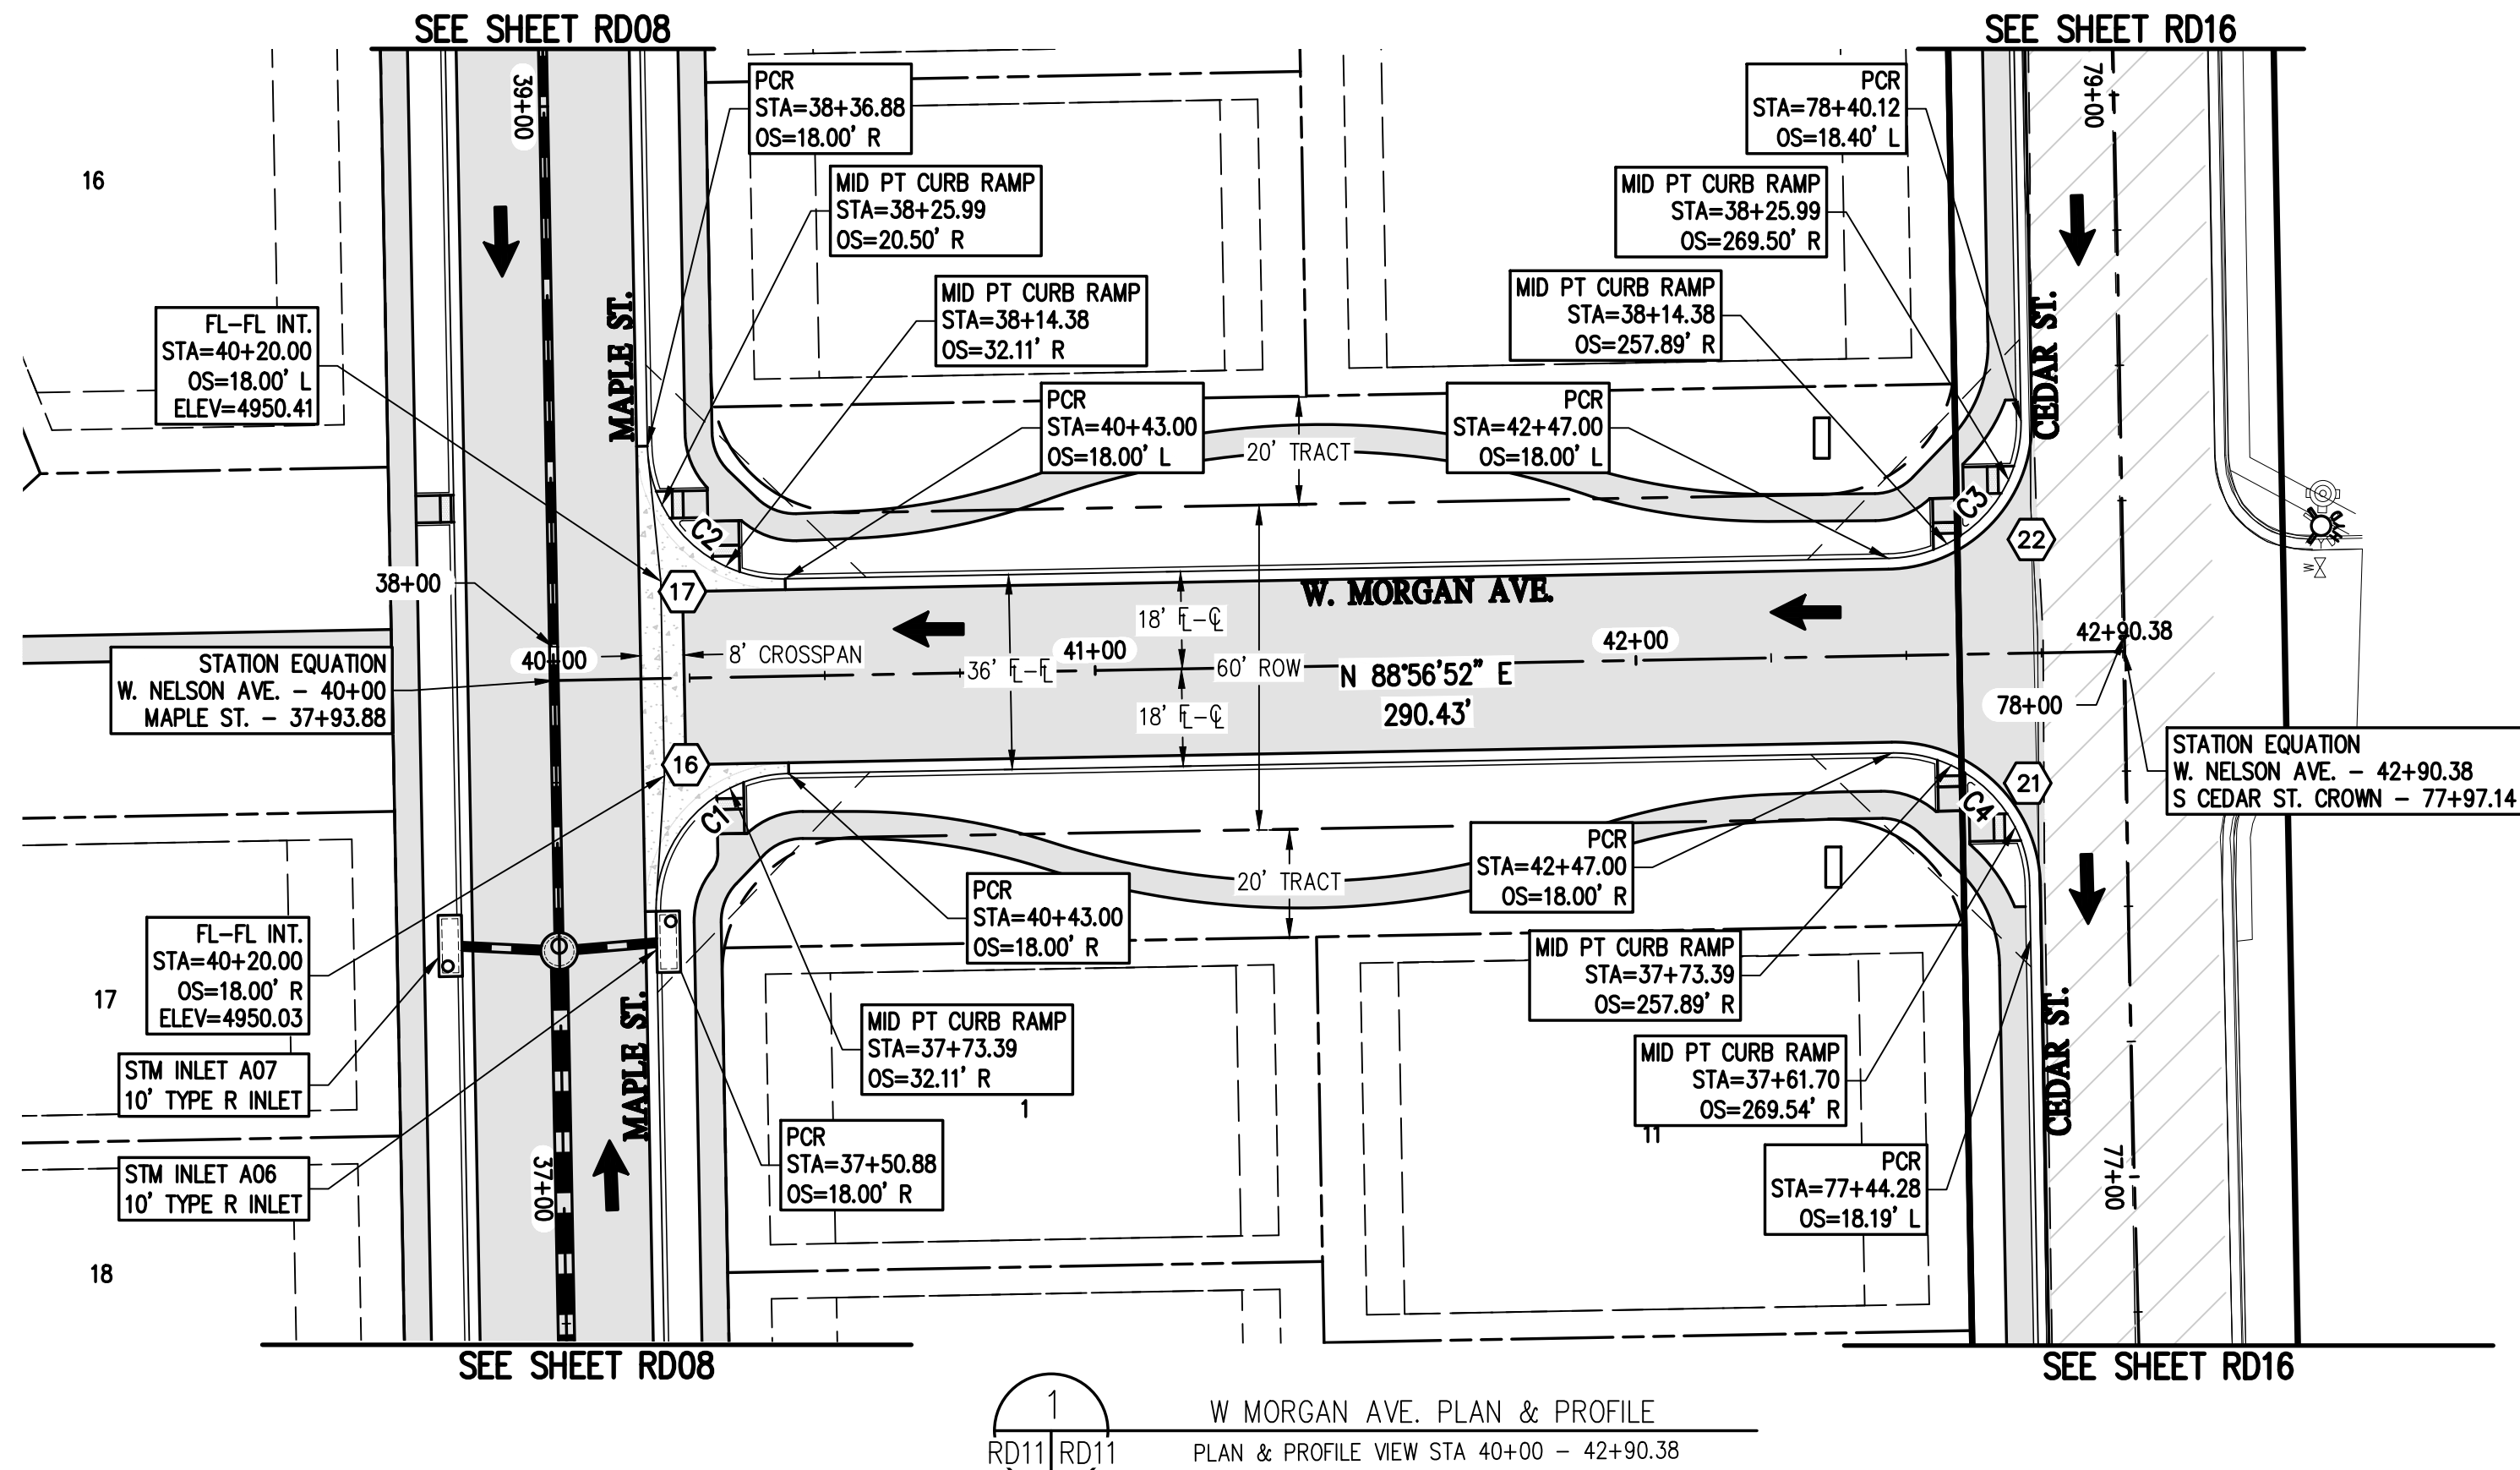 SEE SHEET RD08
SEE SHEET RD16
39+00
79+00
PCR
STA=38+36.88
OS=18.00' R
PCR
STA=78+40.12
OS=18.40' L
16
MID PT CURB RAMP
STA=38+25.99
OS=20.50' R
MID PT CURB RAMP
STA=38+25.99
OS=269.50' R
MID PT CURB RAMP
STA=38+14.38
OS=32.11' R
MID PT CURB RAMP
STA=38+14.38
OS=257.89' R
FL-FL INT.
STA=40+20.00
OS=18.00' L
ELEV=4950.41
MAPLE ST.
CEDAR ST.
PCR
STA=40+43.00
OS=18.00' L
20' TRACT
PCR
STA=42+47.00
OS=18.00' L
C2
C3
22
17
38+00
W. MORGAN AVE.
18' FL-CL
42+90.38
STATION EQUATION
W. NELSON AVE. - 40+00
MAPLE ST. - 37+93.88
40+00
8' CROSSPAN
41+00
42+00
36' FL-FL
60' ROW
N 88°56'52" E
290.43'
18' FL-CL
78+00
STATION EQUATION
W. NELSON AVE. - 42+90.38
S CEDAR ST. CROWN - 77+97.14
16
21
C1
C4
PCR
STA=42+47.00
OS=18.00' R
20' TRACT
PCR
STA=40+43.00
OS=18.00' R
FL-FL INT.
STA=40+20.00
OS=18.00' R
ELEV=4950.03
17
MID PT CURB RAMP
STA=37+73.39
OS=257.89' R
MAPLE ST.
CEDAR ST.
MID PT CURB RAMP
STA=37+73.39
OS=32.11' R
MID PT CURB RAMP
STA=37+61.70
OS=269.54' R
STM INLET A07
10' TYPE R INLET
1
11
PCR
STA=37+50.88
OS=18.00' R
PCR
STA=77+44.28
OS=18.19' L
STM INLET A06
10' TYPE R INLET
37+00
77+00
18
SEE SHEET RD08
SEE SHEET RD16
1
RD11 RD11
W MORGAN AVE. PLAN & PROFILE
PLAN & PROFILE VIEW STA 40+00 - 42+90.38